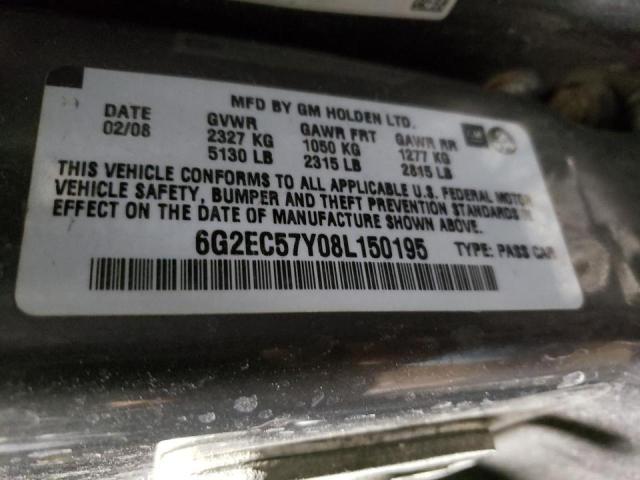 MFD BY GM HOLDEN LTD.
DATE GVWR GAWR FRT GAWR RR
02/08 2327 KG 1050 KG 1277 KG
5130 LB 2315 LB 2815 LB
THIS VEHICLE CONFORMS TO ALL APPLICABLE U.S. FEDERAL MOTOR
VEHICLE SAFETY, BUMPER AND THEFT PREVENTION STANDARDS IN
EFFECT ON THE DATE OF MANUFACTURE SHOWN ABOVE.
6G2EC57Y08L150195 TYPE: PASS CAR